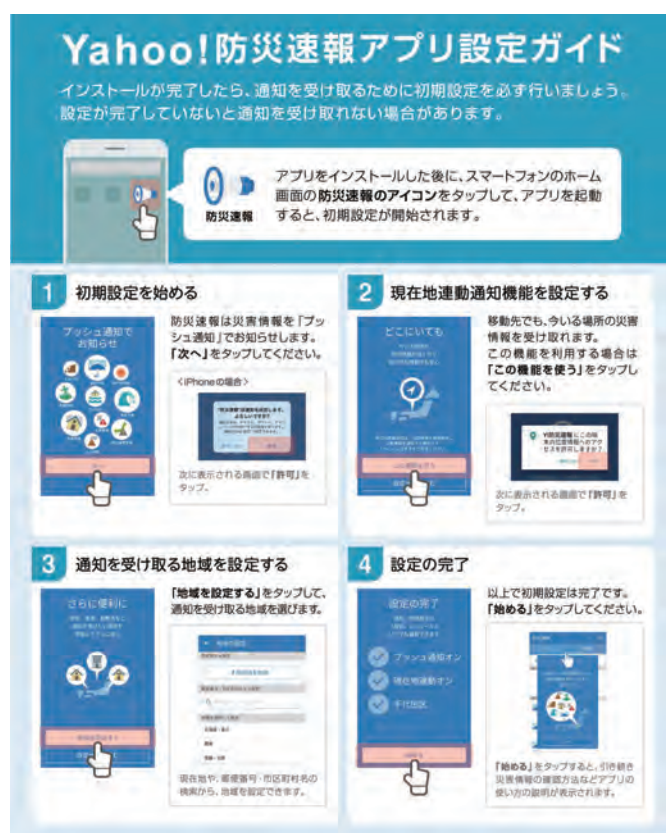 Yahoo!防災速報アプリ設定ガイド
インストールが完了したら、通知を受け取るために初期設定を必ず行いましょう。
設定が完了していないと通知を受け取れない場合があります。
防災速報
アプリをインストールした後に、スマートフォンのホーム
画面の防災速報のアイコンをタップして、アプリを起動
すると、初期設定が開始されます。
1 初期設定を始める
プッシュ通知で
お知らせ
防災速報は災害情報を「プッ
シュ通知」でお知らせします。
「次へ」をタップしてください。
<iPhoneの場合>
次に表示される画面で「許可」を
タップ。
2 現在地連動通知機能を設定する
どこにいても
移動先でも、今いる場所の災害
情報を受け取れます。
この機能を利用する場合は
「この機能を使う」をタップし
てください。
次に表示される画面で「許可」を
タップ。
3 通知を受け取る地域を設定する
さらに便利に
「地域を設定する」をタップして、
通知を受け取る地域を選びます。
現在地や、郵便番号・市区町村名の
検索から、地域を設定できます。
4 設定の完了
設定の完了
プッシュ通知オン
現在地連動オン
千代田区
以上で初期設定は完了です。
「始める」をタップしてください。
「始める」をタップすると、引き続き
災害情報の確認方法などアプリの
使い方の説明が表示されます。